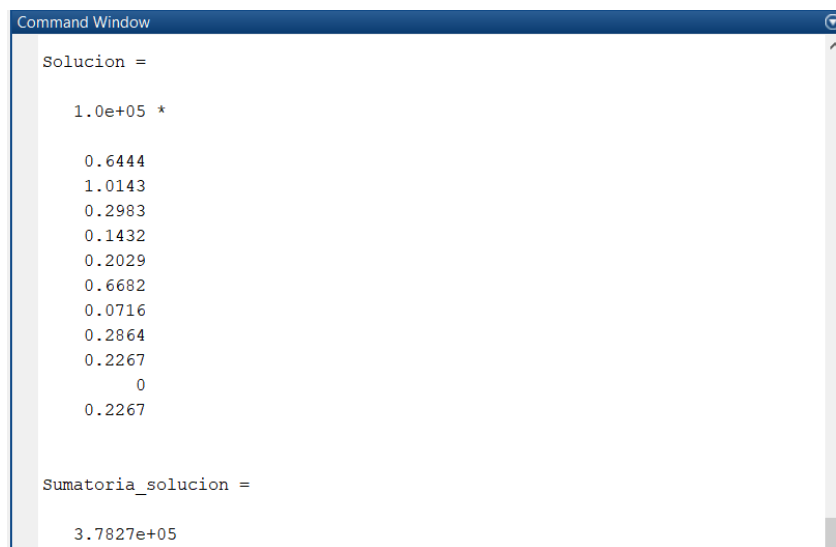 Command Window
Solucion =
1.0e+05 *
0.6444
1.0143
0.2983
0.1432
0.2029
0.6682
0.0716
0.2864
0.2267
0
0.2267
Sumatoria_solucion =
3.7827e+05